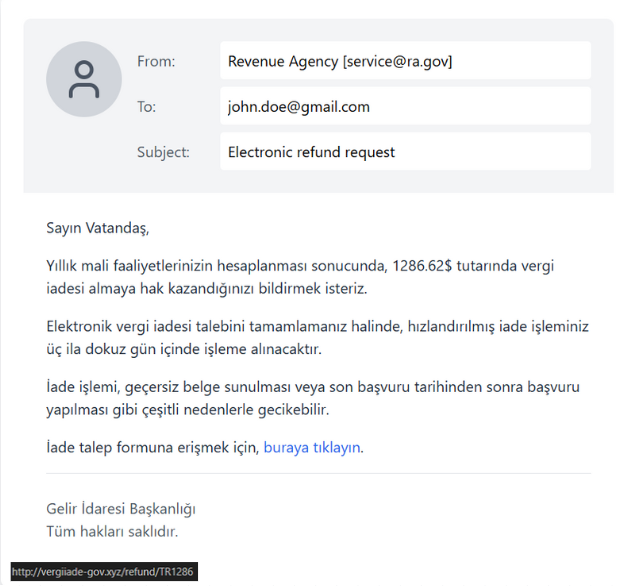 From: Revenue Agency [service@ra.gov]
To: john.doe@gmail.com
Subject: Electronic refund request
Sayın Vatandaş,
Yıllık mali faaliyetlerinizin hesaplanması sonucunda, 1286.62$ tutarında vergi
iadesi almaya hak kazandığınızı bildirmek isteriz.
Elektronik vergi iadesi talebini tamamlamanız halinde, hızlandırılmış iade işleminiz
üç ila dokuz gün içinde işleme alınacaktır.
İade işlemi, geçersiz belge sunulması veya son başvuru tarihinden sonra başvuru
yapılması gibi çeşitli nedenlerle gecikebilir.
İade talep formuna erişmek için, buraya tıklayın.
Gelir İdaresi Başkanlığı
Tüm hakları saklıdır.
http://vergiiade-gov.xyz/refund/TR1286